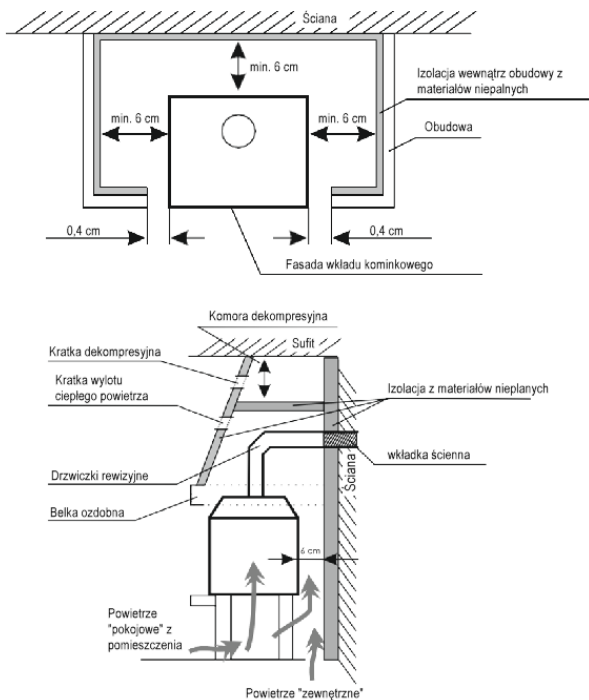 Ściana
min. 6 cm
Izolacja wewnątrz obudowy z
materiałów niepalnych
min. 6 cm
min. 6 cm
Obudowa
0,4 cm
0,4 cm
Fasada wkładu kominkowego
Komora dekompresyjna
Sufit
Kratka dekompresyjna
Kratka wylotu
ciepłego powietrza
Izolacja z materiałów nieplanych
wkładka ścienna
Drzwiczki rewizyjne
Ściana
Belka ozdobna
6 cm
Powietrze
"pokojowe" z
pomieszczenia
Powietrze "zewnętrzne"